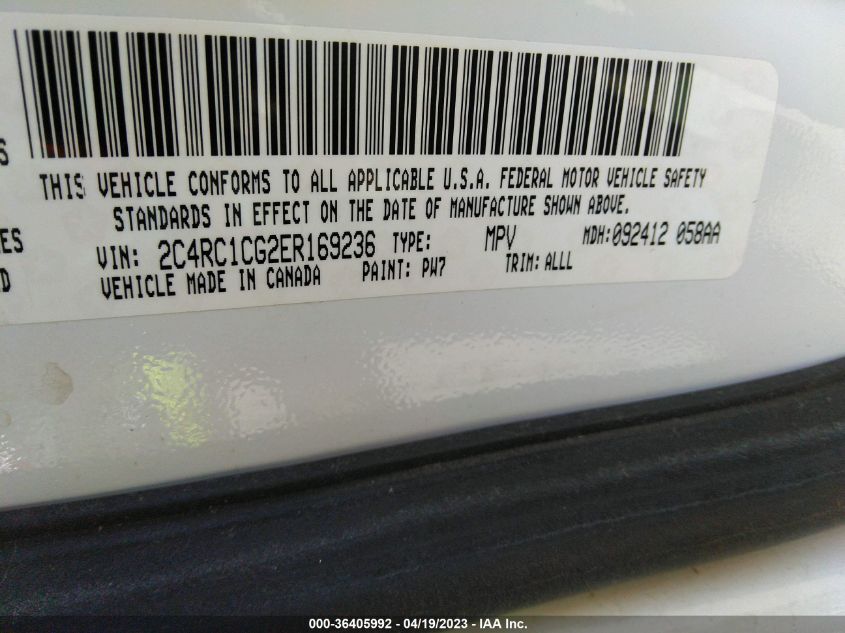 S
THIS VEHICLE CONFORMS TO ALL APPLICABLE U.S.A. FEDERAL MOTOR VEHICLE SAFETY
STANDARDS IN EFFECT ON THE DATE OF MANUFACTURE SHOWN ABOVE.
ES
VIN: 2C4RC1CG2ER169236 TYPE: MPV MDH:092412 058AA
D
VEHICLE MADE IN CANADA PAINT: PW7 TRIM: ALLL
000-36405992 - 04/19/2023 - IAA Inc.